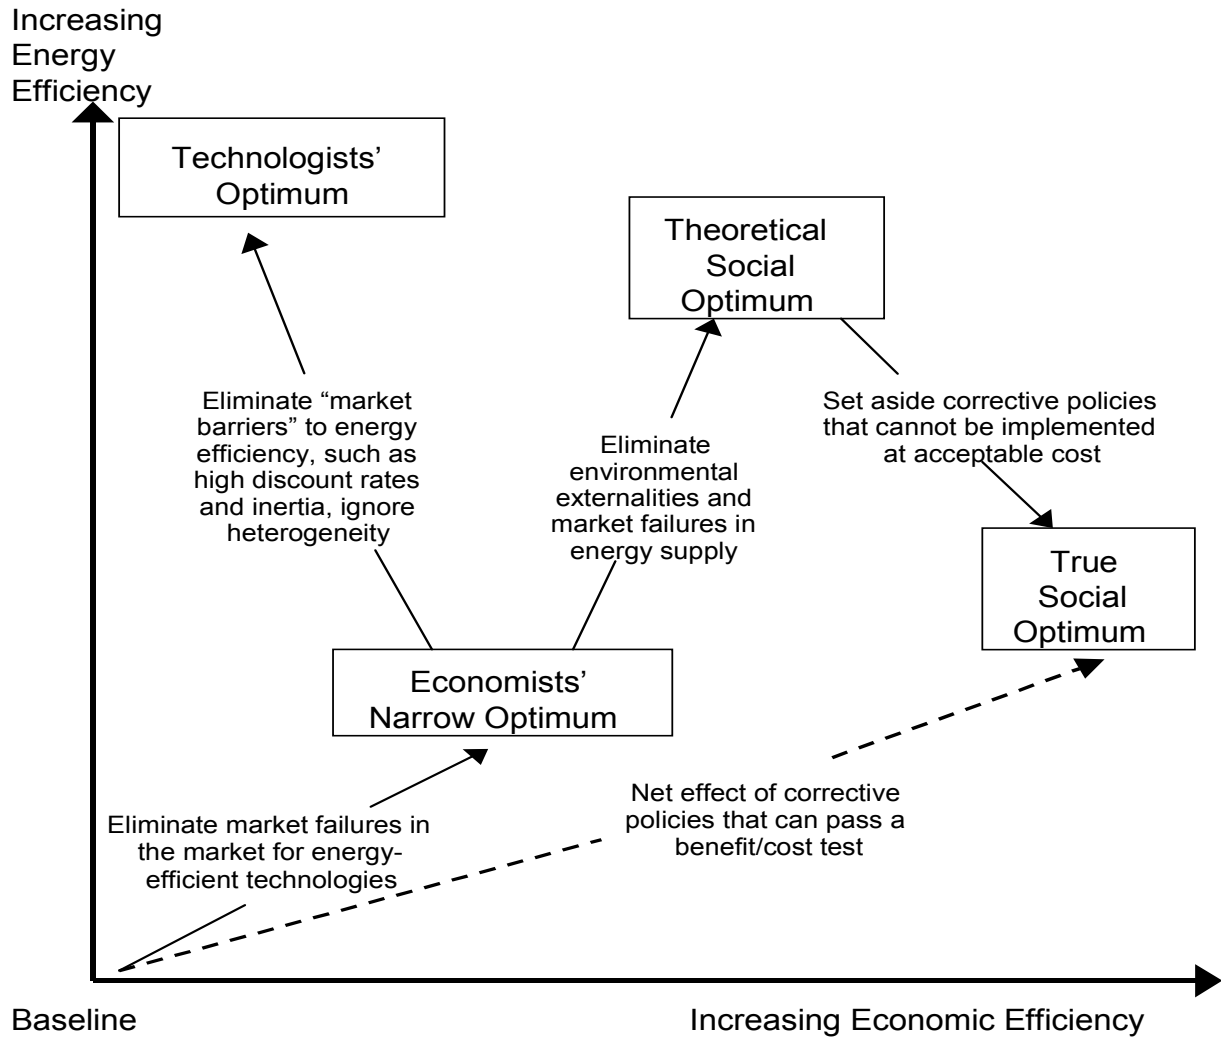 Increasing
Energy
Efficiency
Technologists’
Optimum
Theoretical
Social
Optimum
Eliminate “market
barriers” to energy
efficiency, such as
high discount rates
and inertia, ignore
heterogeneity
Eliminate
environmental
externalities and
market failures in
energy supply
Set aside corrective policies
that cannot be implemented
at acceptable cost
True
Social
Optimum
Economists’
Narrow Optimum
Eliminate market failures in
the market for energy-
efficient technologies
Net effect of corrective
policies that can pass a
benefit/cost test
Baseline
Increasing Economic Efficiency